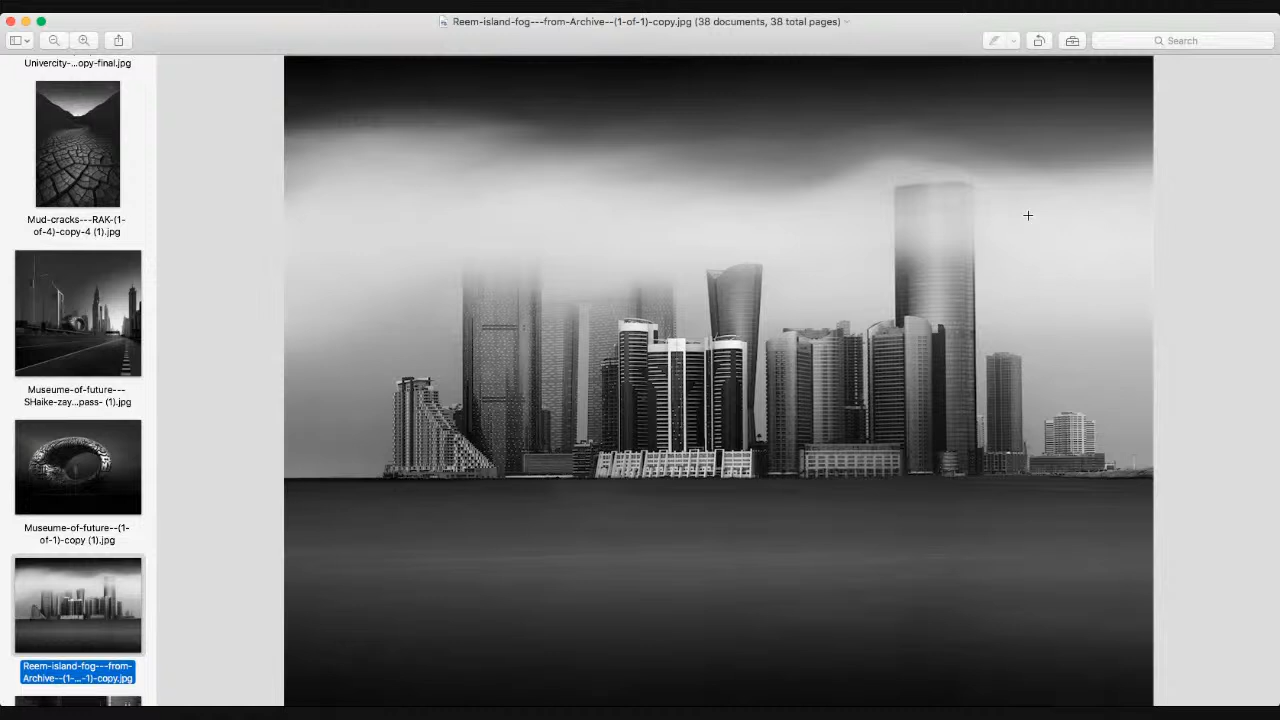 Reem-island-fog---from-Archive--(1-of-1)-copy.jpg (38 documents, 38 total pages)
Search
Univercity-...opy-final.jpg
Mud-cracks---RAK-(1-
of-4)-copy-4 (1).jpg
Museume-of-future---
SHaike-zay...pass- (1).jpg
Museume-of-future--(1-
of-1)-copy (1).jpg
Reem-island-fog---from-
Archive--(1-...-1)-copy.jpg